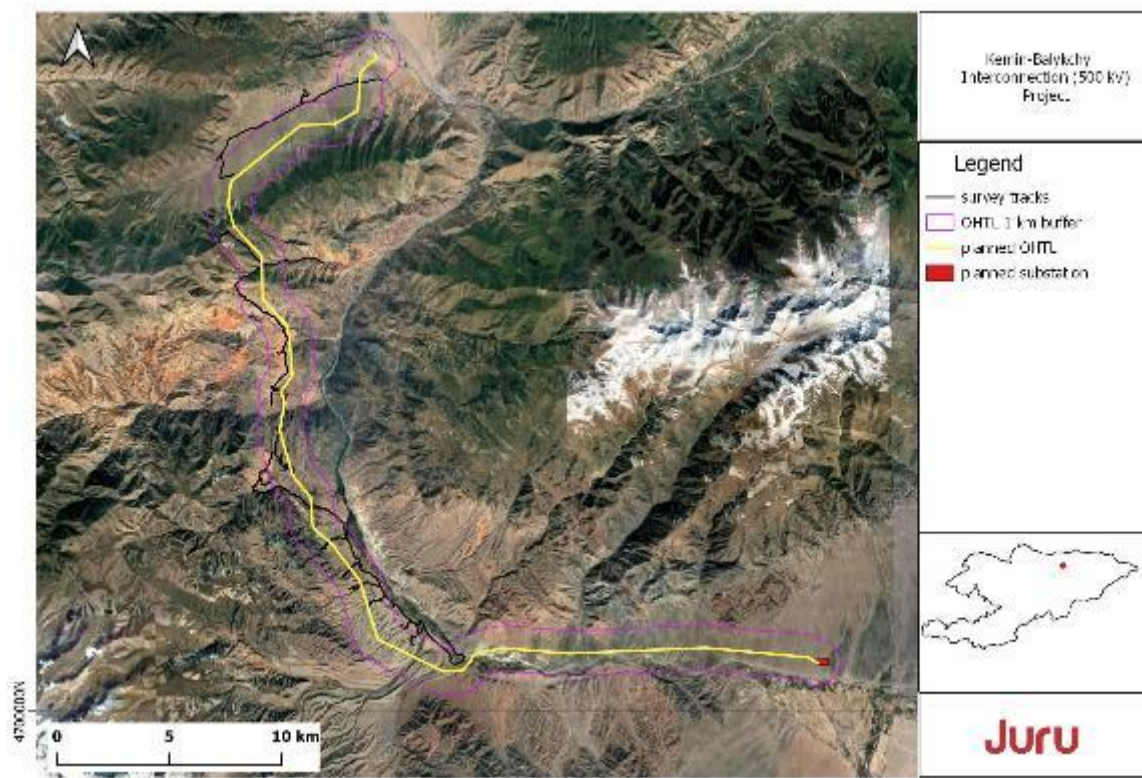 Kemin-Balykchy
Interconnection (500 kV)
Project
Legend
survey tracks
OHTL 1 km buffer
planned OHTL
planned substation
4700000N
0 5 10 km
Juru